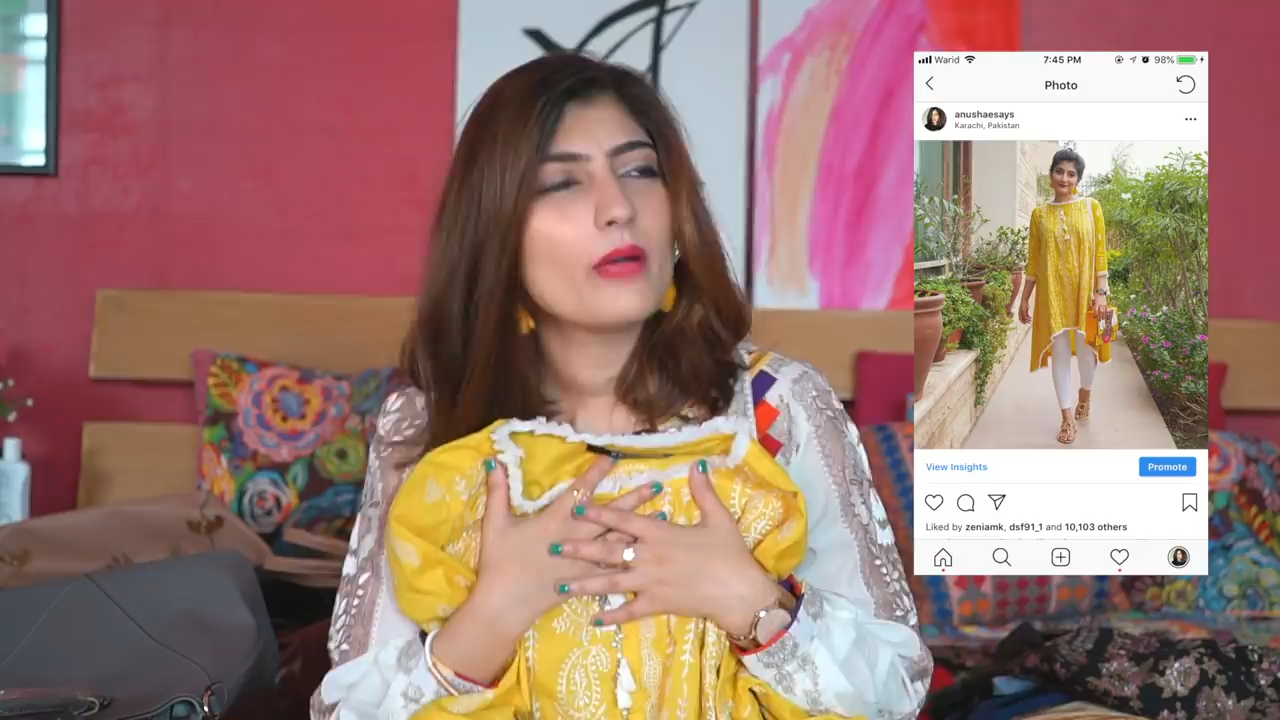 Warid 7:45 PM 98%
Photo
anushaesays
Karachi, Pakistan
View Insights Promote
Liked by zeniamk, dsf91_1 and 10,103 others